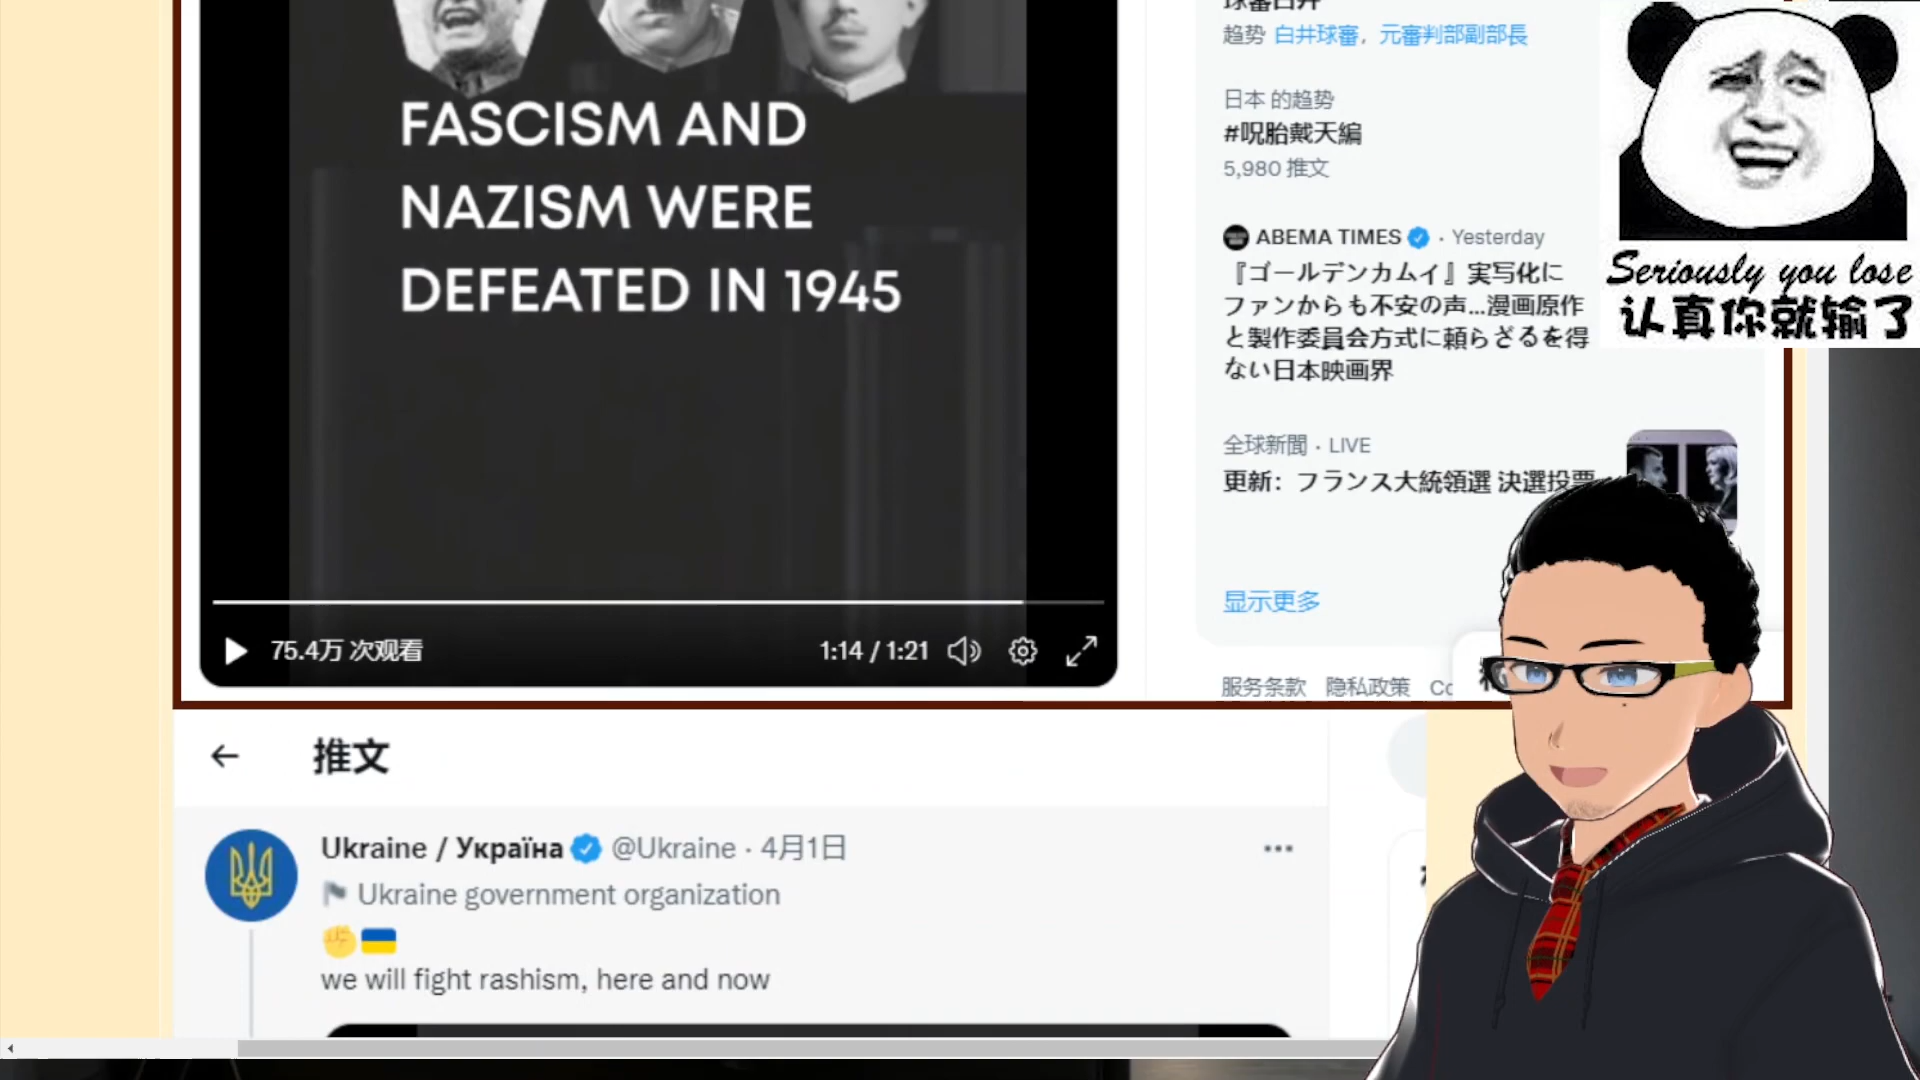 FASCISM AND
NAZISM WERE
DEFEATED IN 1945
75.4万 次观看
1:14 / 1:21
趋势 白井球審, 元審判部副部長
日本 的趋势
#呪胎戴天編
5,980 推文
ABEMA TIMES · Yesterday
『ゴールデンカムイ』実写化に
ファンからも不安の声...漫画原作
と製作委員会方式に頼らざるを得
ない日本映画界
全球新聞 · LIVE
更新：フランス大統領選 決選投票
显示更多
服务条款 隐私政策
Seriously you lose
认真你就输了
推文
Ukraine / Україна @Ukraine · 4月1日
Ukraine government organization
we will fight rashism, here and now